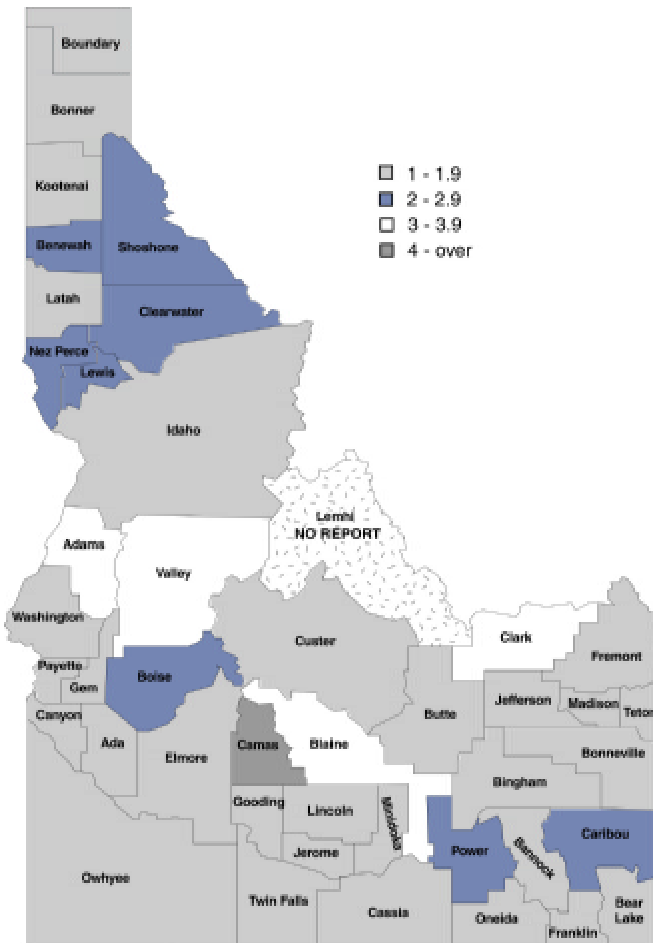 Boundary
Bonner
Kootenai
Benewah
Shoshone
Latah
Clearwater
Nez Perce
Lewis
Idaho
1 - 1.9
2 - 2.9
3 - 3.9
4 - over
Lemhi
NO REPORT
Adams
Valley
Washington
Custer
Clark
Fremont
Payette
Boise
Gem
Jefferson
Madison
Teton
Canyon
Ada
Butte
Elmore
Camas
Blaine
Bonneville
Bingham
Gooding
Lincoln
Minidoka
Jerome
Power
Bannock
Caribou
Owyhee
Twin Falls
Cassia
Oneida
Franklin
Bear
Lake